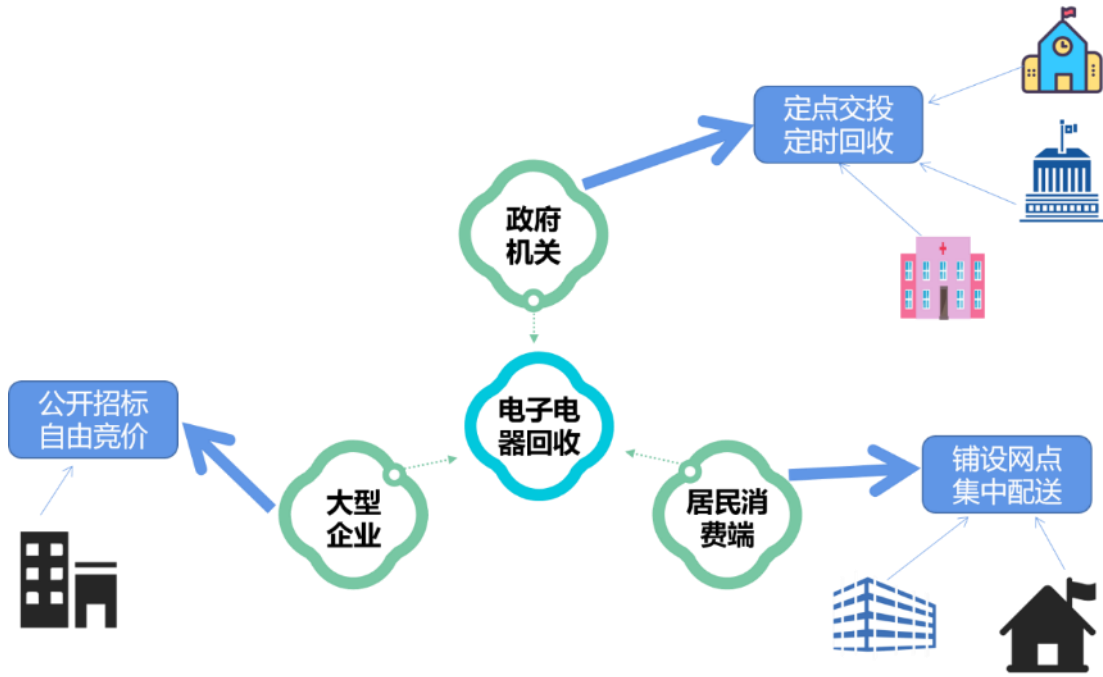 定点交投
定时回收
政府
机关
电子电
器回收
公开招标
自由竞价
大型
企业
居民消
费端
铺设网点
集中配送